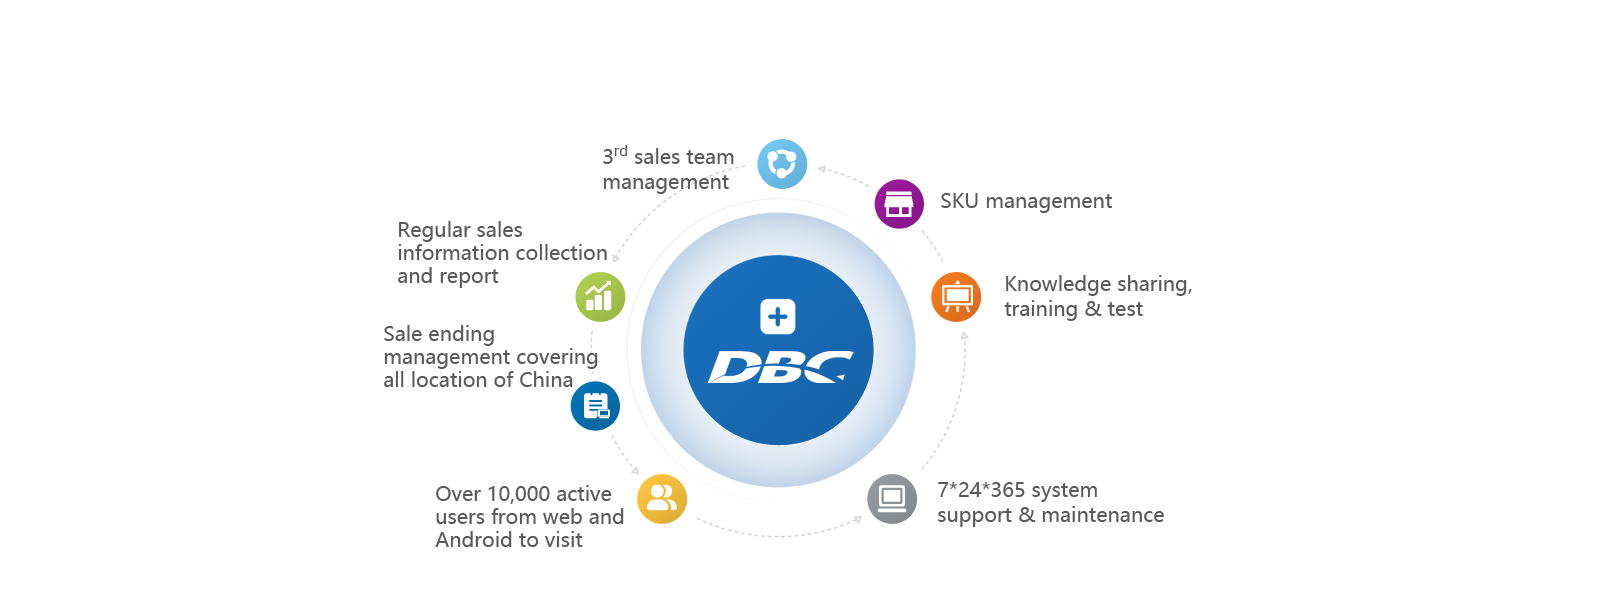 3rd sales team
management
SKU management
Regular sales
information collection
and report
Knowledge sharing,
training & test
Sale ending
management covering
all location of China
DBC
Over 10,000 active
users from web and
Android to visit
7*24*365 system
support & maintenance